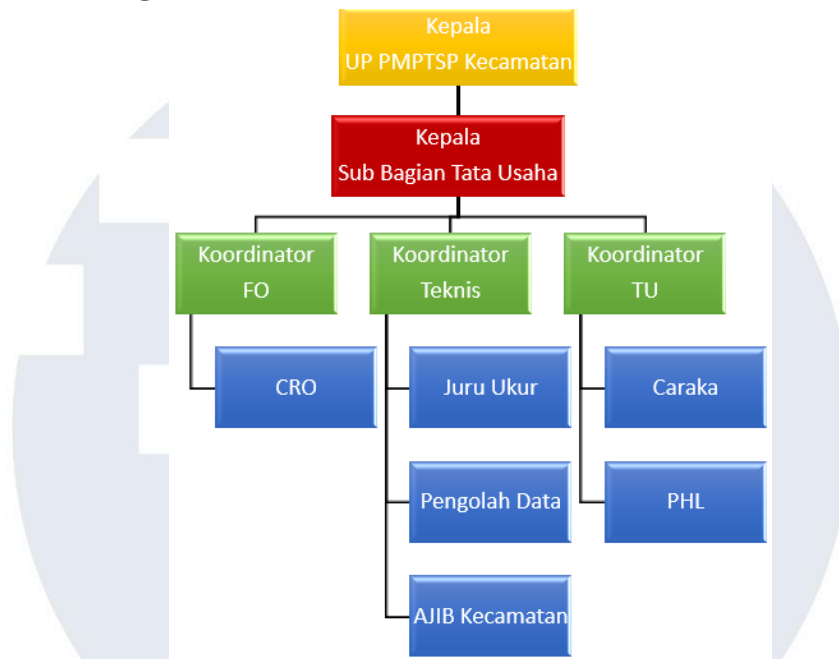 Kepala
UP PMPTSP Kecamatan
Kepala
Sub Bagian Tata Usaha
Koordinator
FO
Koordinator
Teknis
Koordinator
TU
CRO
Juru Ukur
Caraka
Pengolah Data
PHL
AJIB Kecamatan